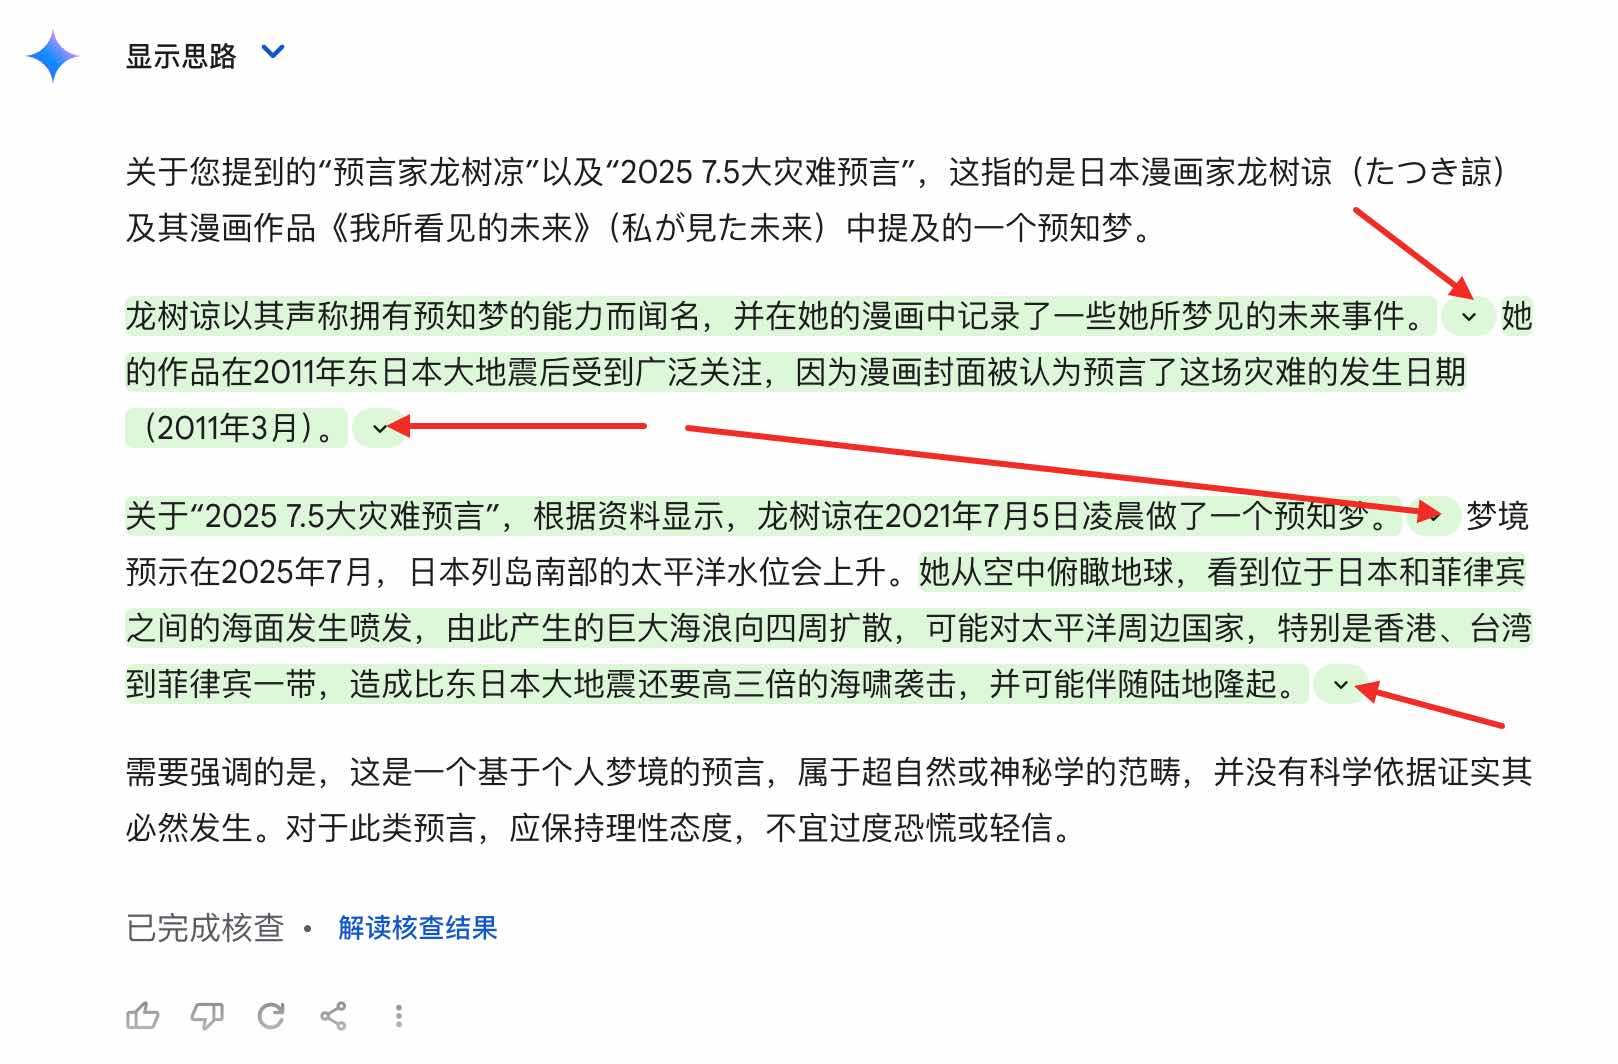 显示思路
关于您提到的“预言家龙树凉”以及“2025 7.5大灾难预言”，这指的是日本漫画家龙树谅（たつき諒）
及其漫画作品《我所看见的未来》（私が見た未来）中提及的一个预知梦。
龙树谅以其声称拥有预知梦的能力而闻名，并在她的漫画中记录了一些她所梦见的未来事件。 她
的作品在2011年东日本大地震后受到广泛关注，因为漫画封面被认为预言了这场灾难的发生日期
（2011年3月）。
关于“2025 7.5大灾难预言”，根据资料显示，龙树谅在2021年7月5日凌晨做了一个预知梦。 梦境
预示在2025年7月，日本列岛南部的太平洋水位会上升。她从空中俯瞰地球，看到位于日本和菲律宾
之间的海面发生喷发，由此产生的巨大海浪向四周扩散，可能对太平洋周边国家，特别是香港、台湾
到菲律宾一带，造成比东日本大地震还要高三倍的海啸袭击，并可能伴随陆地隆起。
需要强调的是，这是一个基于个人梦境的预言，属于超自然或神秘学的范畴，并没有科学依据证实其
必然发生。对于此类预言，应保持理性态度，不宜过度恐慌或轻信。
已完成核查 • 解读核查结果